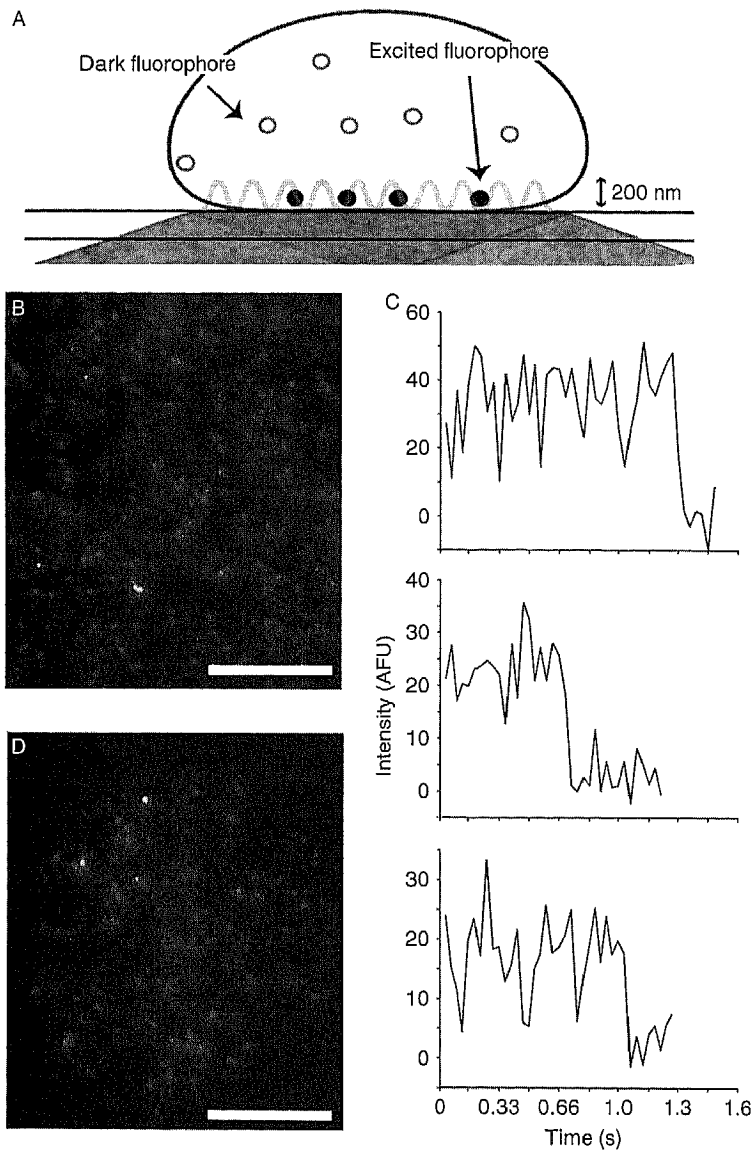 A
Dark fluorophore
Excited fluorophore
200 nm
B
C
60
40
20
0
40
30
20
10
0
Intensity (AFU)
D
30
20
10
0
0 0.33 0.66 1.0 1.3 1.6
Time (s)